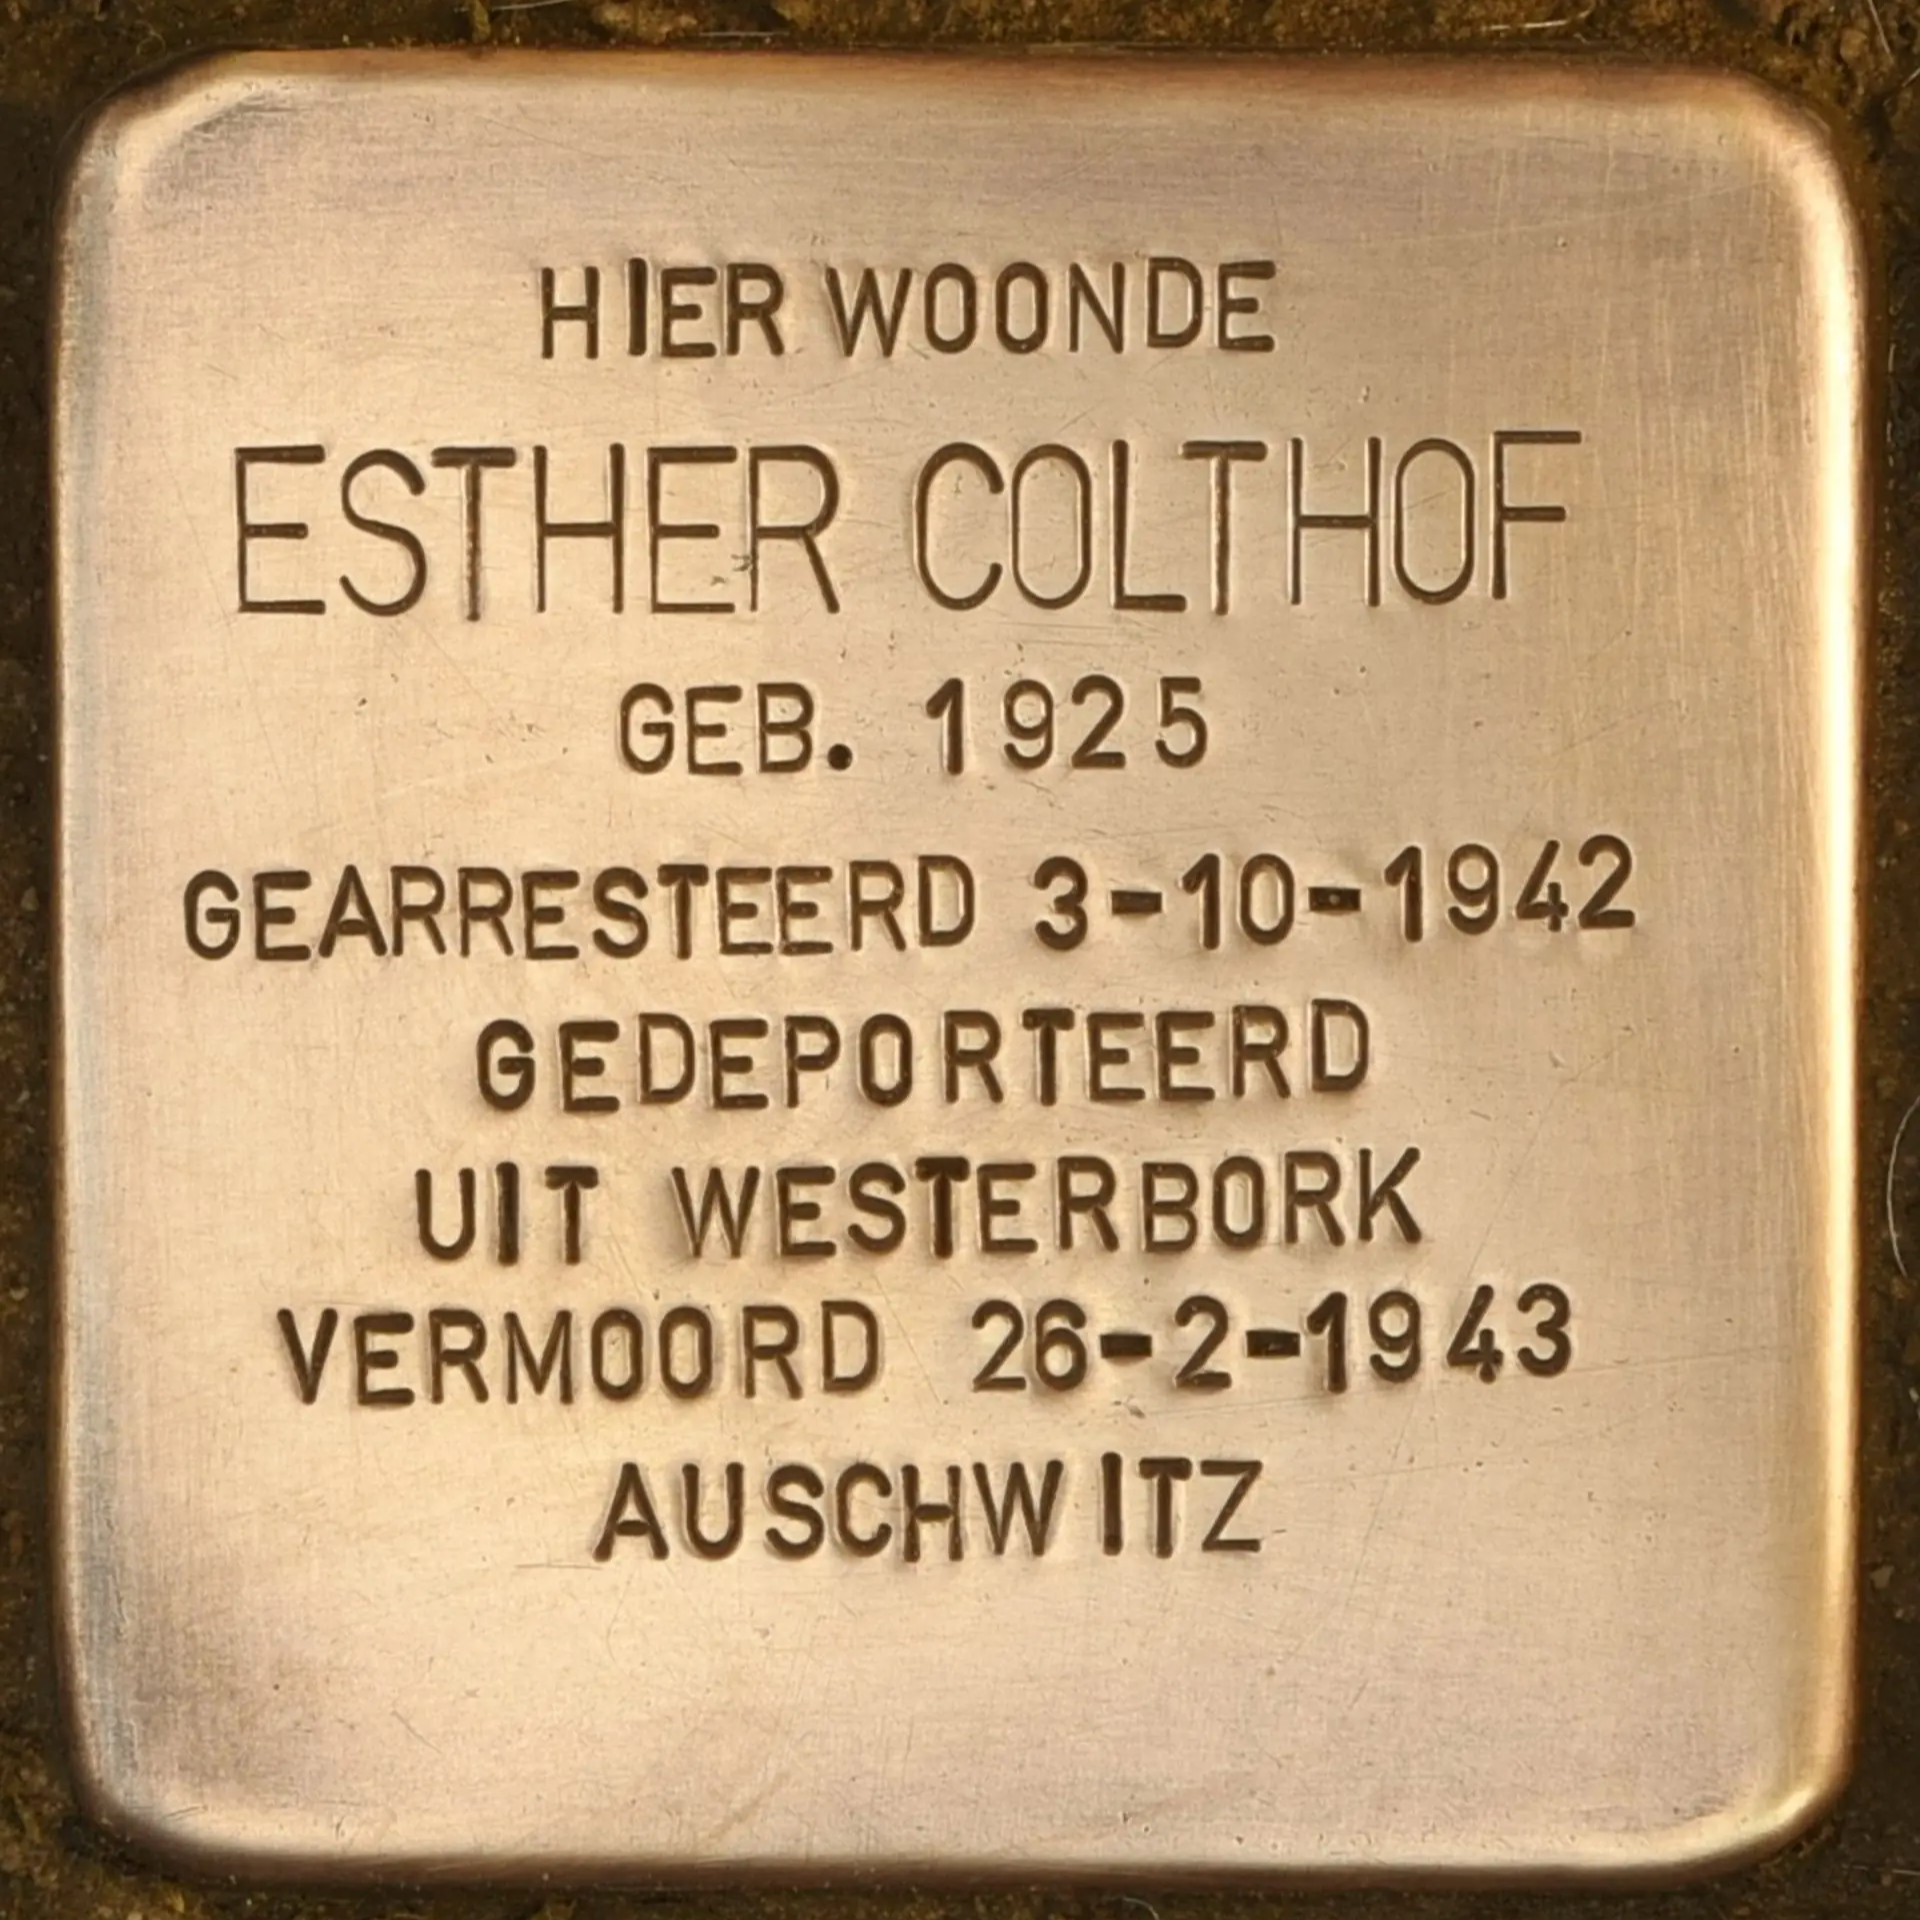 HIER WOONDE
ESTHER COLTHOF
GEB. 1925
GEARRESTEERD 3-10-1942
GEDEPORTEERD
UIT WESTERBORK
VERMOORD 26-2-1943
AUSCHWITZ